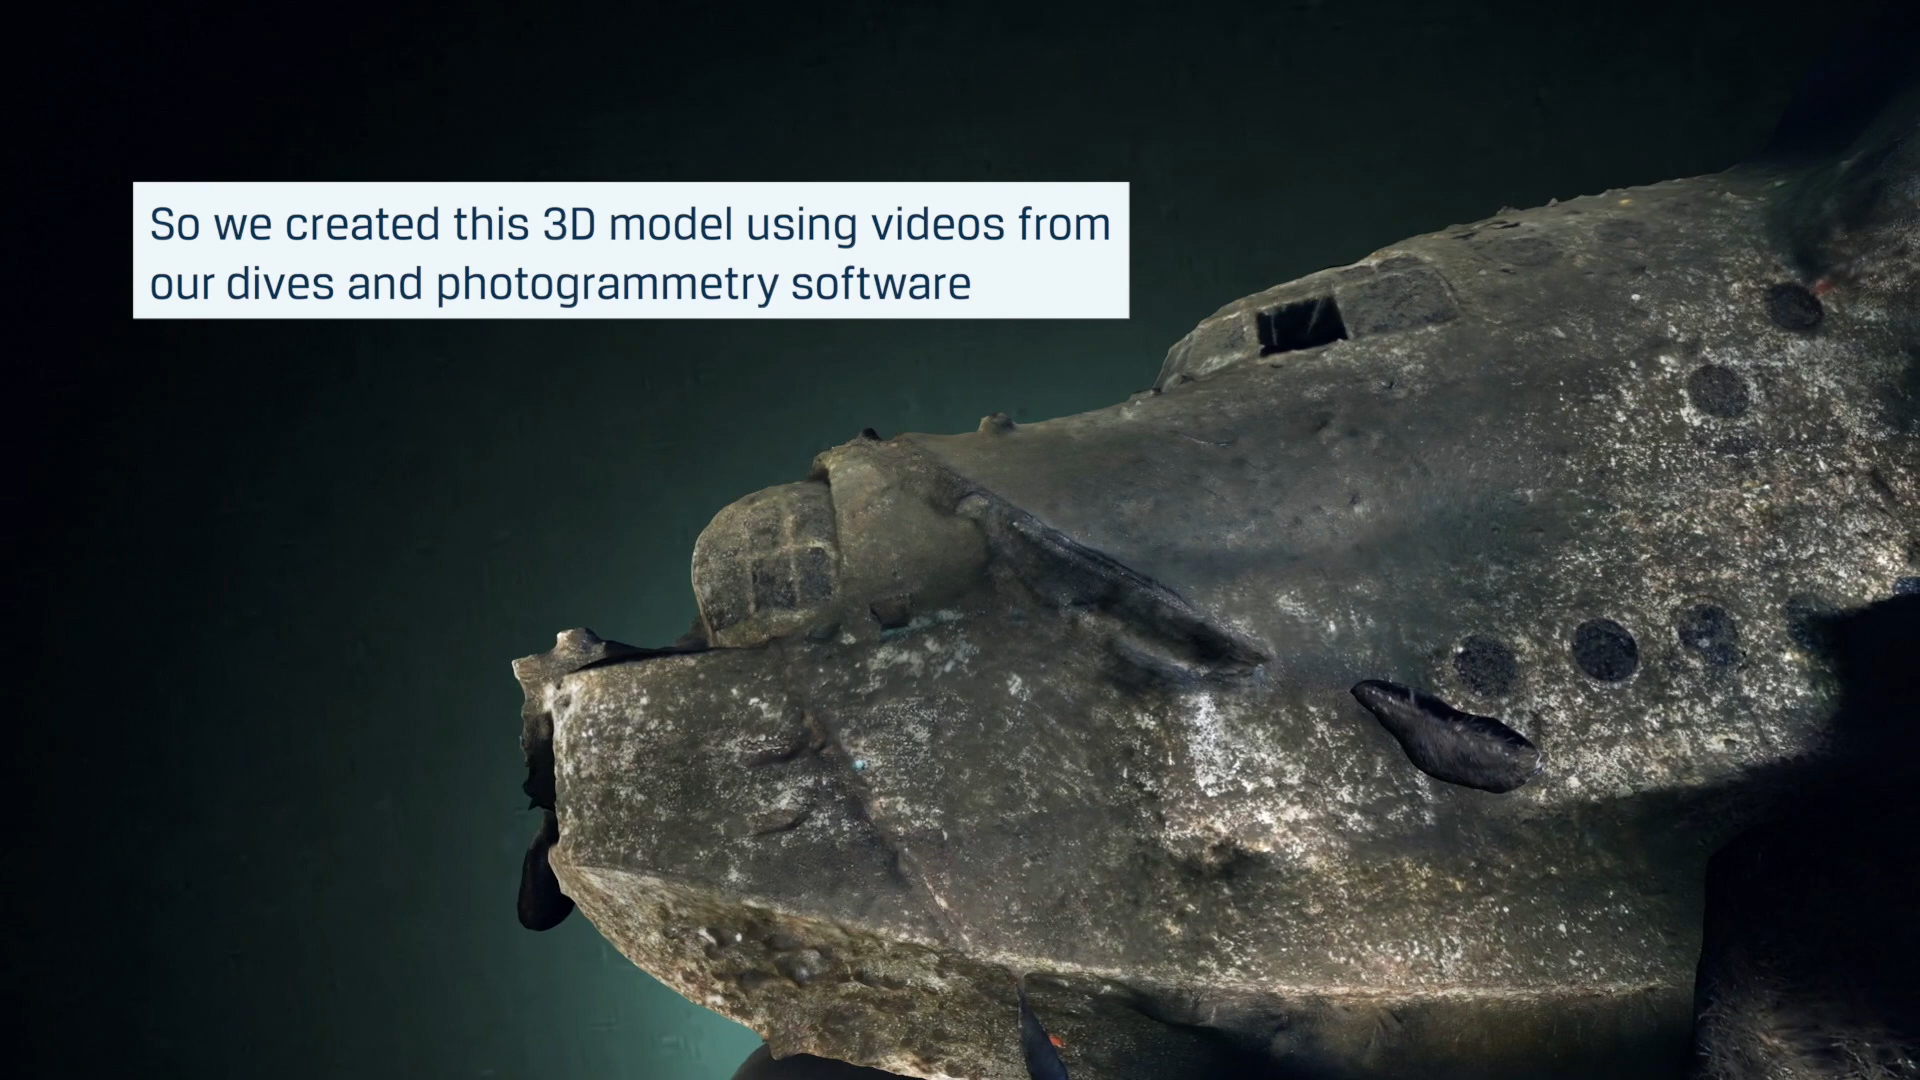 So we created this 3D model using videos from
our dives and photogrammetry software